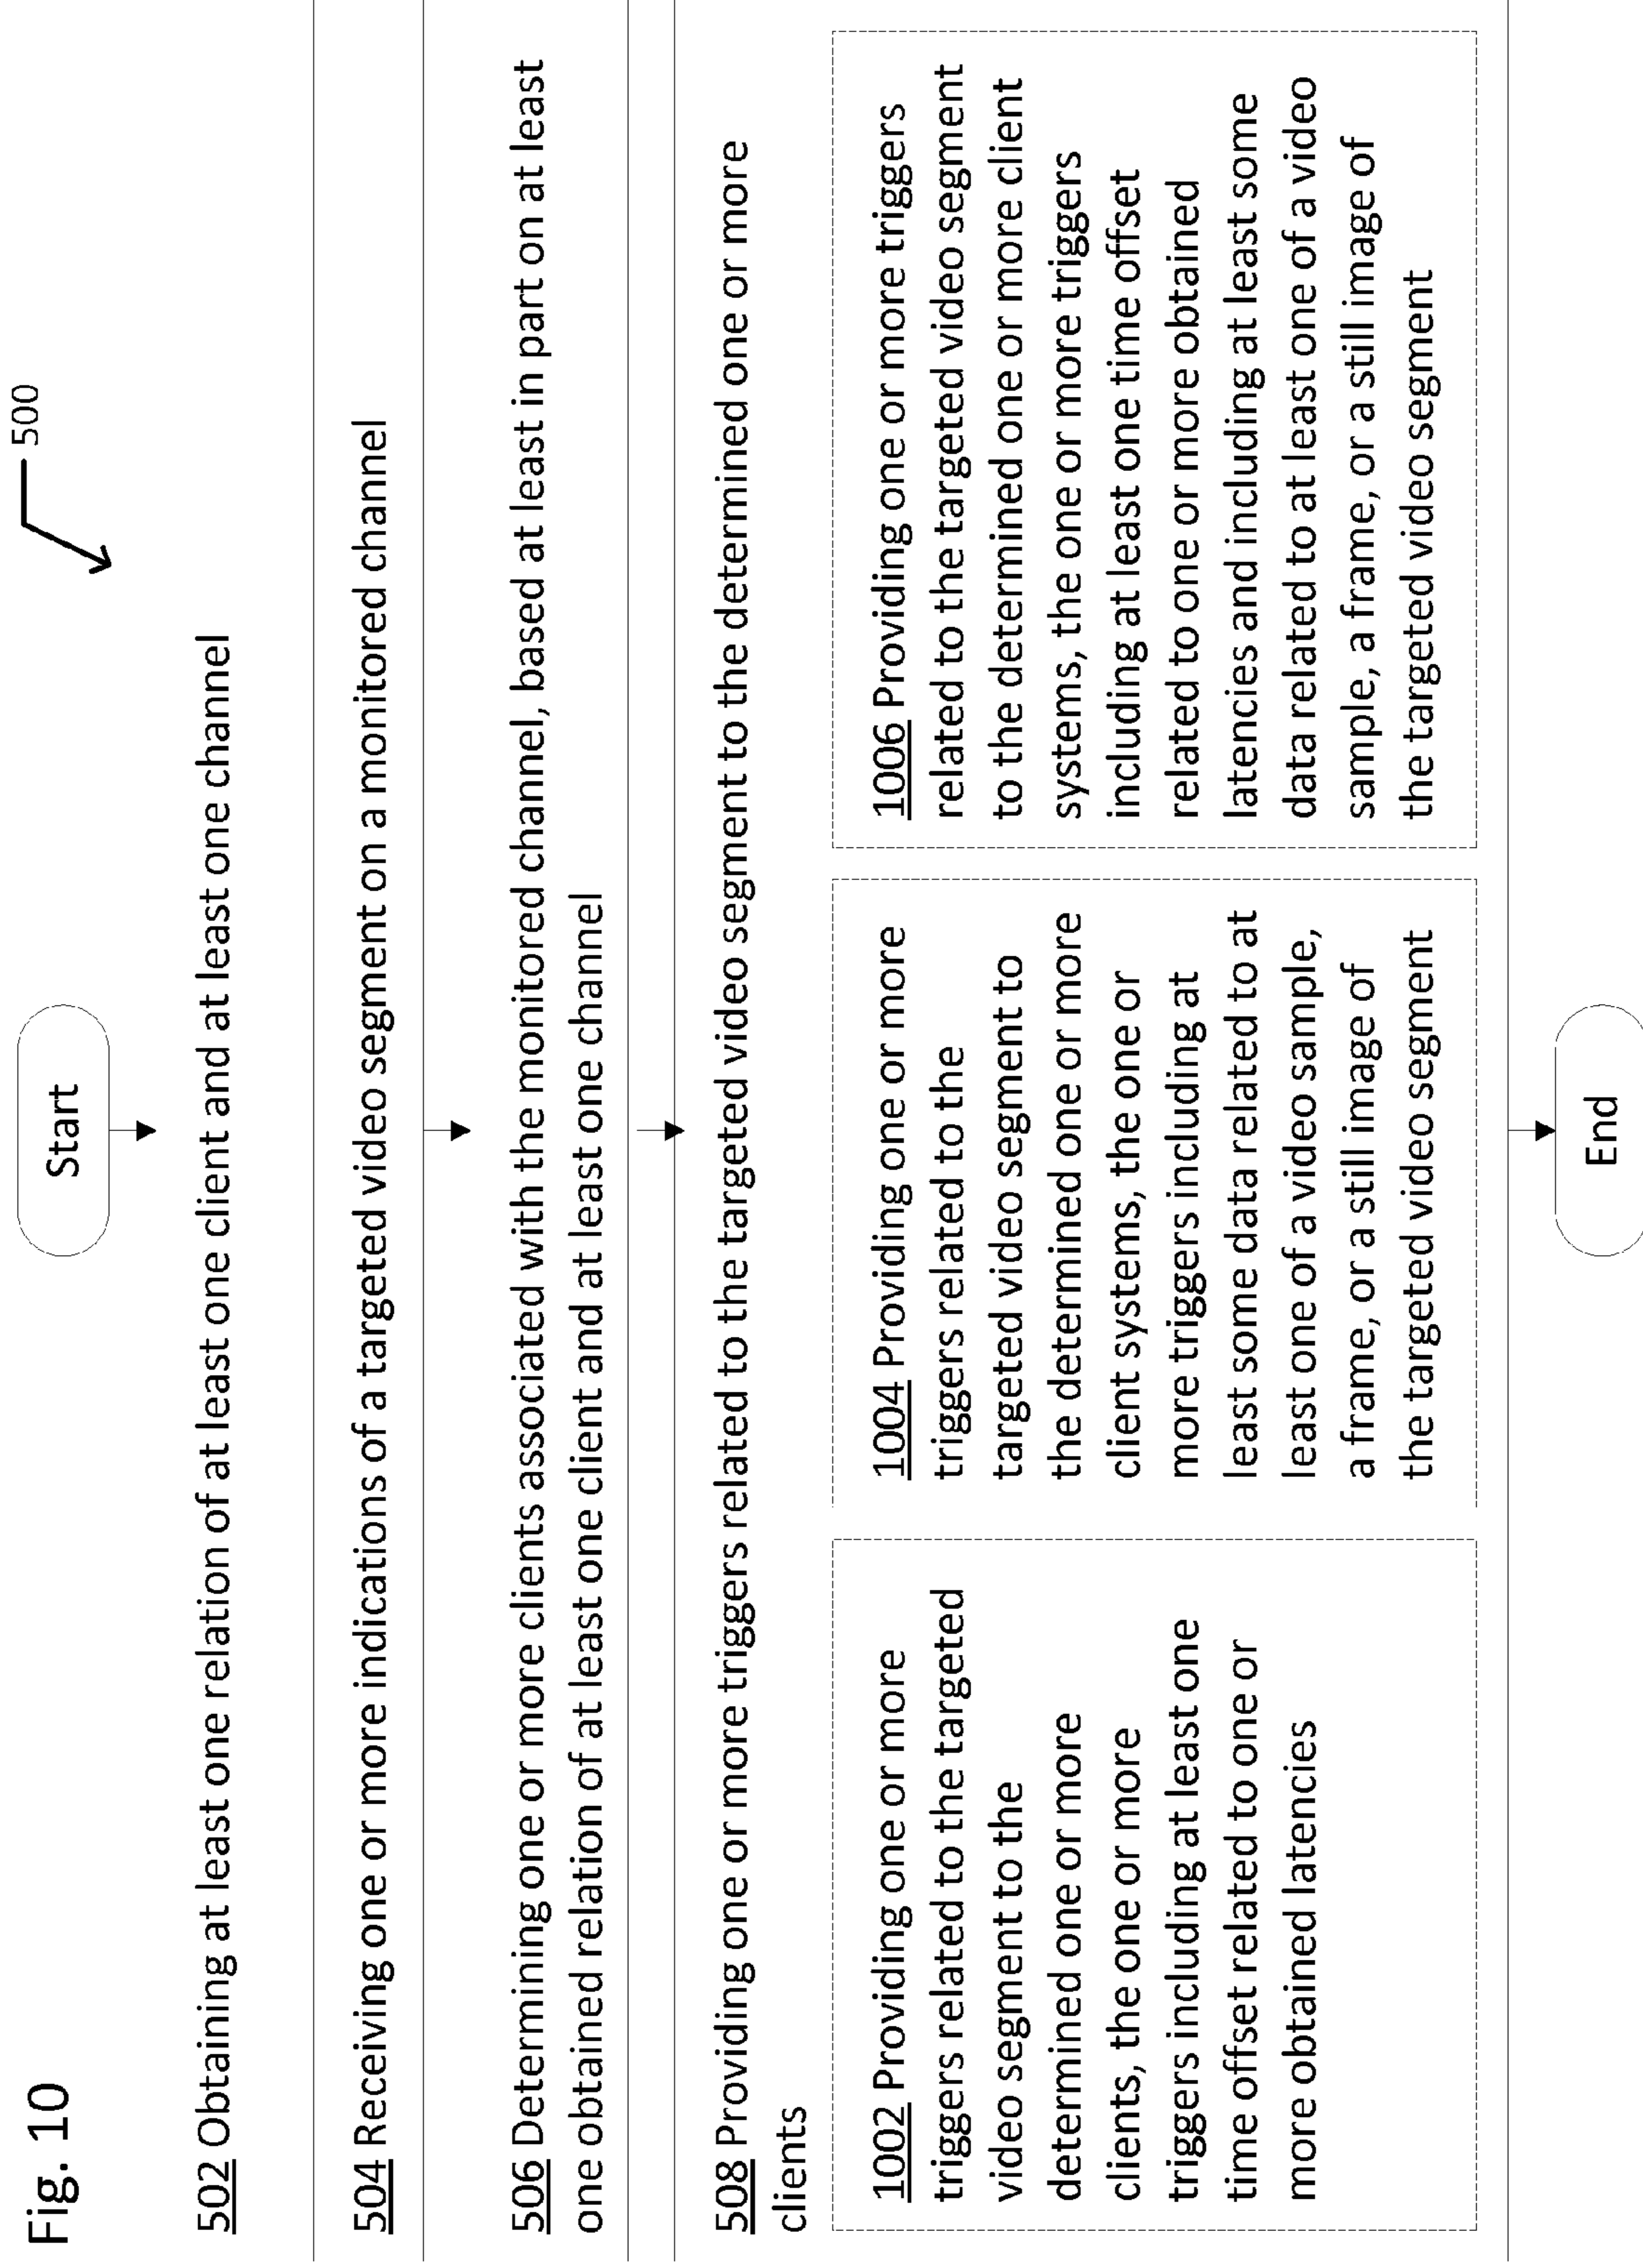 Fig. 10
500
Start
502 Obtaining at least one relation of at least one client and at least one channel
504 Receiving one or more indications of a targeted video segment on a monitored channel
506 Determining one or more clients associated with the monitored channel, based at least in part on at least
one obtained relation of at least one client and at least one channel
508 Providing one or more triggers related to the targeted video segment to the determined one or more
clients
1002 Providing one or more
triggers related to the targeted
video segment to the
determined one or more
clients, the one or more
triggers including at least one
time offset related to one or
more obtained latencies
1004 Providing one or more
triggers related to the
targeted video segment to
the determined one or more
client systems, the one or
more triggers including at
least some data related to at
least one of a video sample,
a frame, or a still image of
the targeted video segment
1006 Providing one or more triggers
related to the targeted video segment
to the determined one or more client
systems, the one or more triggers
including at least one time offset
related to one or more obtained
latencies and including at least some
data related to at least one of a video
sample, a frame, or a still image of
the targeted video segment
End